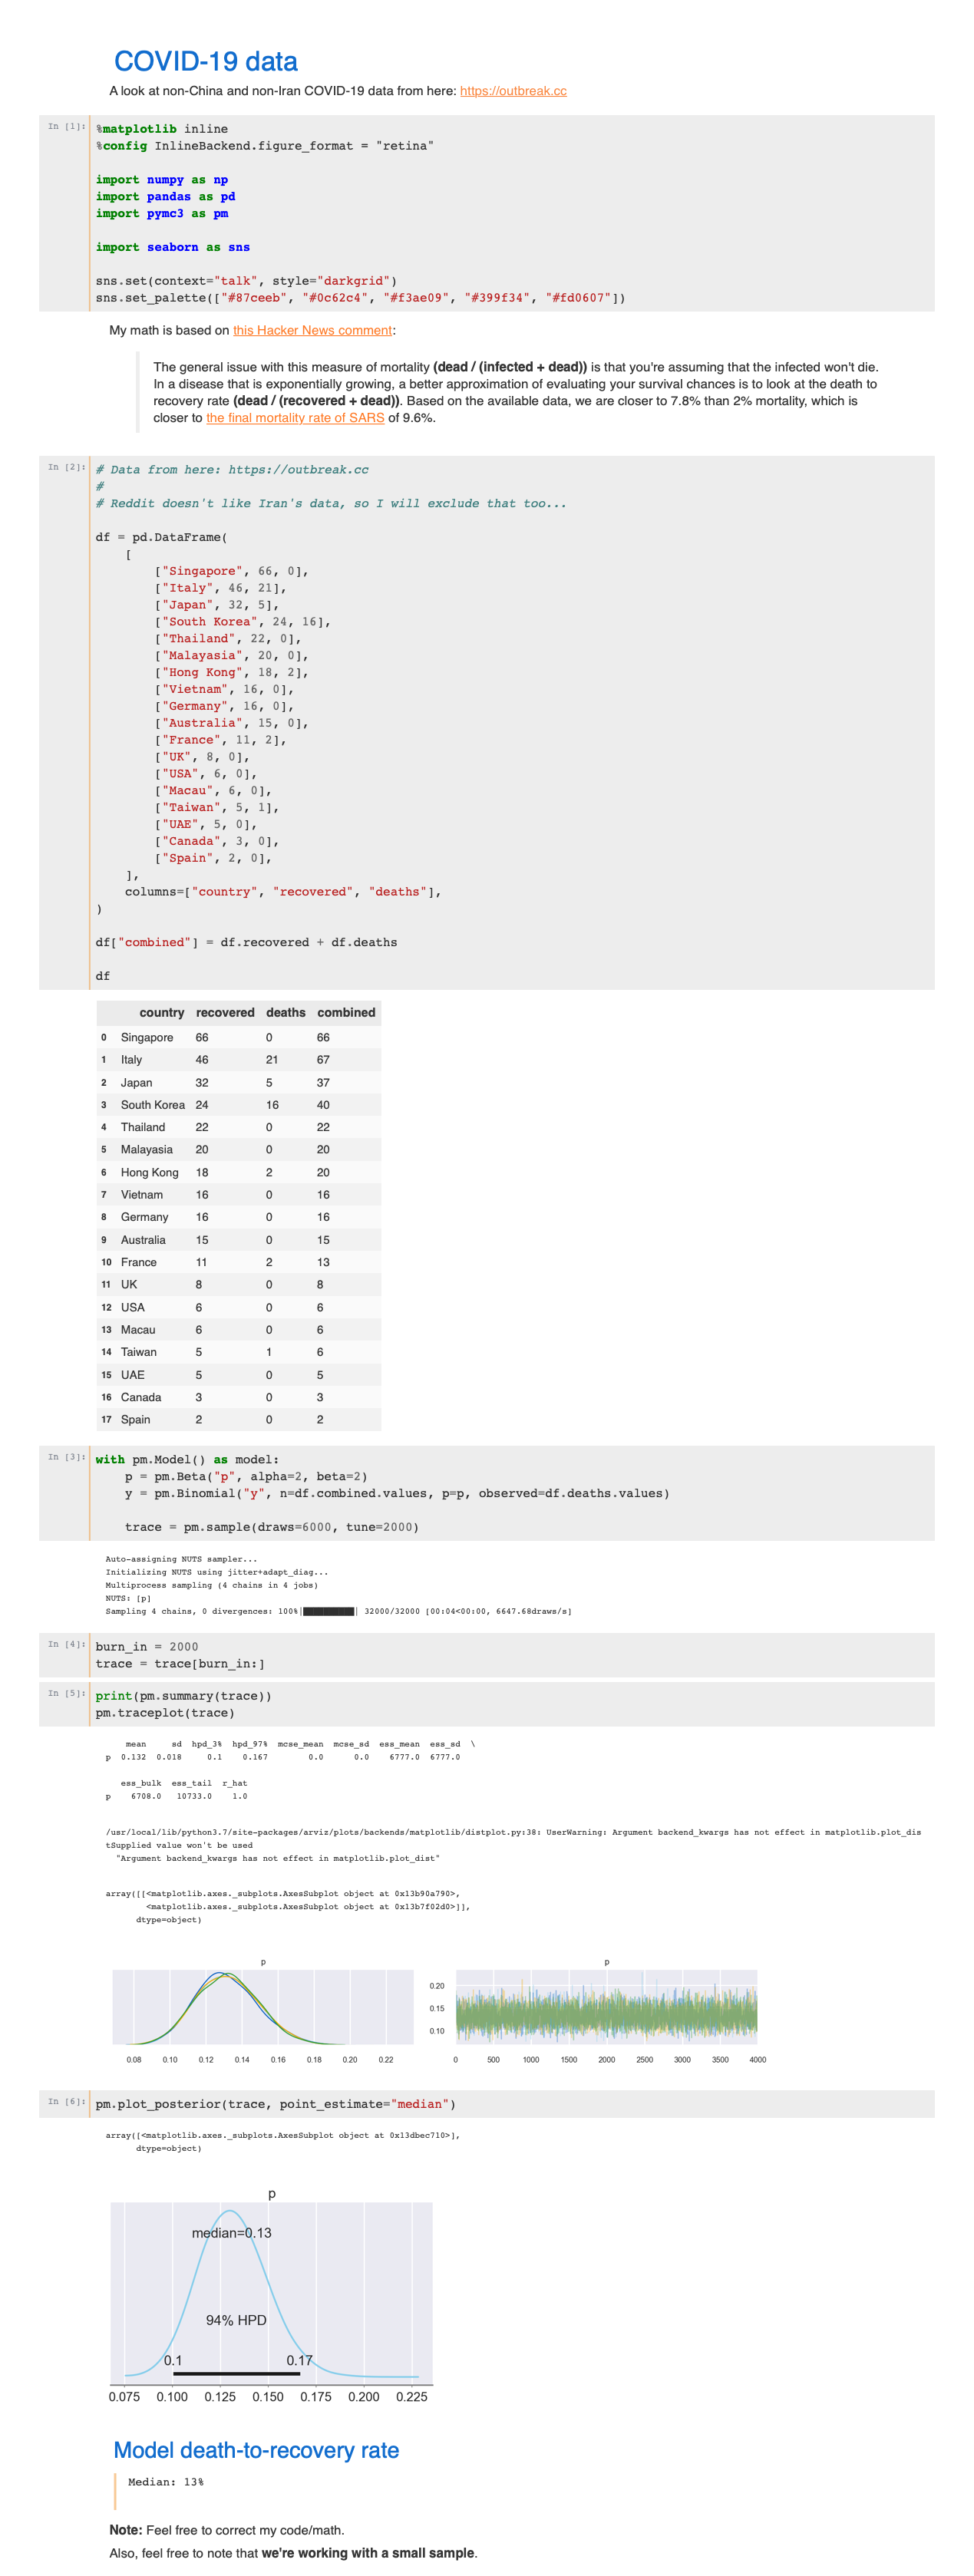 COVID-19 data
A look at non-China and non-Iran COVID-19 data from here: https://outbreak.cc
In [1]:
%matplotlib inline
%config InlineBackend.figure_format = "retina"
import numpy as np
import pandas as pd
import pymc3 as pm
import seaborn as sns
sns.set(context="talk", style="darkgrid")
sns.set_palette(["#87ceeb", "#0c62c4", "#f3ae09", "#399f34", "#fd0607"])
My math is based on this Hacker News comment:
The general issue with this measure of mortality (dead / (infected + dead)) is that you're assuming that the infected won't die.
In a disease that is exponentially growing, a better approximation of evaluating your survival chances is to look at the death to
recovery rate (dead / (recovered + dead)). Based on the available data, we are closer to 7.8% than 2% mortality, which is
closer to the final mortality rate of SARS of 9.6%.
In [2]:
# Data from here: https://outbreak.cc
#
# Reddit doesn't like Iran's data, so I will exclude that too...
df = pd.DataFrame(
[
["Singapore", 66, 0],
["Italy", 46, 21],
["Japan", 32, 5],
["South Korea", 24, 16],
["Thailand", 22, 0],
["Malayasia", 20, 0],
["Hong Kong", 18, 2],
["Vietnam", 16, 0],
["Germany", 16, 0],
["Australia", 15, 0],
["France", 11, 2],
["UK", 8, 0],
["USA", 6, 0],
["Macau", 6, 0],
["Taiwan", 5, 1],
["UAE", 5, 0],
["Canada", 3, 0],
["Spain", 2, 0],
],
columns=["country", "recovered", "deaths"],
)
df["combined"] = df.recovered + df.deaths
df
country recovered deaths combined
0 Singapore 66 0 66
1 Italy 46 21 67
2 Japan 32 5 37
3 South Korea 24 16 40
4 Thailand 22 0 22
5 Malayasia 20 0 20
6 Hong Kong 18 2 20
7 Vietnam 16 0 16
8 Germany 16 0 16
9 Australia 15 0 15
10 France 11 2 13
11 UK 8 0 8
12 USA 6 0 6
13 Macau 6 0 6
14 Taiwan 5 1 6
15 UAE 5 0 5
16 Canada 3 0 3
17 Spain 2 0 2
In [3]:
with pm.Model() as model:
p = pm.Beta("p", alpha=2, beta=2)
y = pm.Binomial("y", n=df.combined.values, p=p, observed=df.deaths.values)
trace = pm.sample(draws=6000, tune=2000)
Auto-assigning NUTS sampler...
Initializing NUTS using jitter+adapt_diag...
Multiprocess sampling (4 chains in 4 jobs)
NUTS: [p]
Sampling 4 chains, 0 divergences: 100%|██████████| 32000/32000 [00:04<00:00, 6647.68draws/s]
In [4]:
burn_in = 2000
trace = trace[burn_in:]
In [5]:
print(pm.summary(trace))
pm.traceplot(trace)
mean sd hpd_3% hpd_97% mcse_mean mcse_sd ess_mean ess_sd \
p 0.132 0.018 0.1 0.167 0.0 0.0 6777.0 6777.0
ess_bulk ess_tail r_hat
p 6708.0 10733.0 1.0
/usr/local/lib/python3.7/site-packages/arviz/plots/backends/matplotlib/distplot.py:38: UserWarning: Argument backend_kwargs has not effect in matplotlib.plot_dis
tSupplied value won't be used
"Argument backend_kwargs has not effect in matplotlib.plot_dist"
array([[<matplotlib.axes._subplots.AxesSubplot object at 0x13b90a790>,
<matplotlib.axes._subplots.AxesSubplot object at 0x13b7f02d0>]],
dtype=object)
p
0.08 0.10 0.12 0.14 0.16 0.18 0.20 0.22
p
0.20
0.15
0.10
0 500 1000 1500 2000 2500 3000 3500 4000
In [6]:
pm.plot_posterior(trace, point_estimate="median")
array([<matplotlib.axes._subplots.AxesSubplot object at 0x13dbec710>],
dtype=object)
p
median=0.13
94% HPD
0.1 0.17
0.075 0.100 0.125 0.150 0.175 0.200 0.225
Model death-to-recovery rate
Median: 13%
Note: Feel free to correct my code/math.
Also, feel free to note that we're working with a small sample.